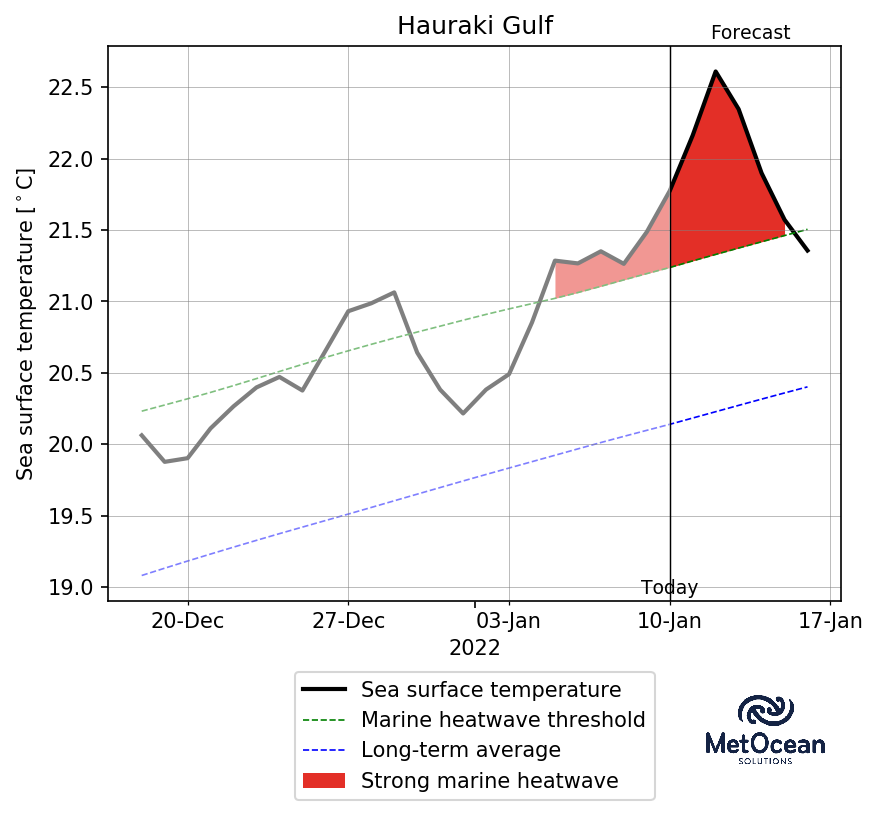 Hauraki Gulf
Forecast
Sea surface temperature [°C]
22.5
22.0
21.5
21.0
20.5
20.0
19.5
19.0
Today
20-Dec 27-Dec 03-Jan 10-Jan 17-Jan
2022
Sea surface temperature
Marine heatwave threshold
Long-term average
Strong marine heatwave
MetOcean
SOLUTIONS